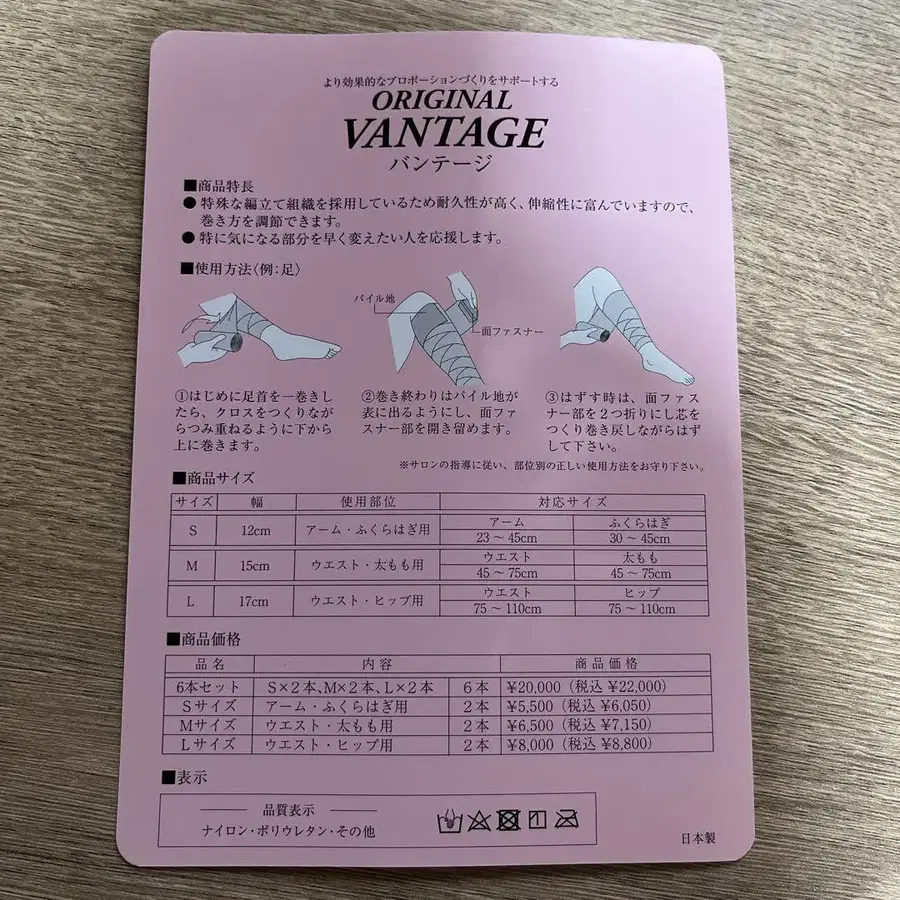 より効果的なプロポーションづくりをサポートする
ORIGINAL
VANTAGE
バンテージ
■商品特長
● 特殊な編立て組織を採用しているため耐久性が高く、伸縮性に富んでいますので、
巻き方を調節できます。
● 特に気になる部分を早く変えたい人を応援します。
■使用方法〈例：足〉
パイル地
面ファスナー
①はじめに足首を一巻きし
たら、クロスをつくりなが
らつみ重ねるように下から
上に巻きます。
②巻き終わりはパイル地が
表に出るようにし、面ファ
スナー部を開き留めます。
③はずす時は、面ファス
ナー部を２つ折りにし芯を
つくり巻き戻しながらはず
して下さい。
※サロンの指導に従い、部位別の正しい使用方法をお守り下さい。
■商品サイズ
サイズ 幅 使用部位 対応サイズ
S 12cm アーム・ふくらはぎ用 アーム ふくらはぎ
23 〜 45cm 30 〜 45cm
M 15cm ウエスト・太もも用 ウエスト 太もも
45 〜 75cm 45 〜 75cm
L 17cm ウエスト・ヒップ用 ウエスト ヒップ
75 〜 110cm 75 〜 110cm
■商品価格
品名 内容 商品価格
6本セット S×２本、M×２本、L×２本 ６本 ¥20,000（税込 ¥22,000）
Ｓサイズ アーム・ふくらはぎ用 ２本 ¥5,500（税込 ¥6,050）
Mサイズ ウエスト・太もも用 ２本 ¥6,500（税込 ¥7,150）
Ｌサイズ ウエスト・ヒップ用 ２本 ¥8,000（税込 ¥8,800）
■表示
品質表示
ナイロン・ポリウレタン・その他
日本製